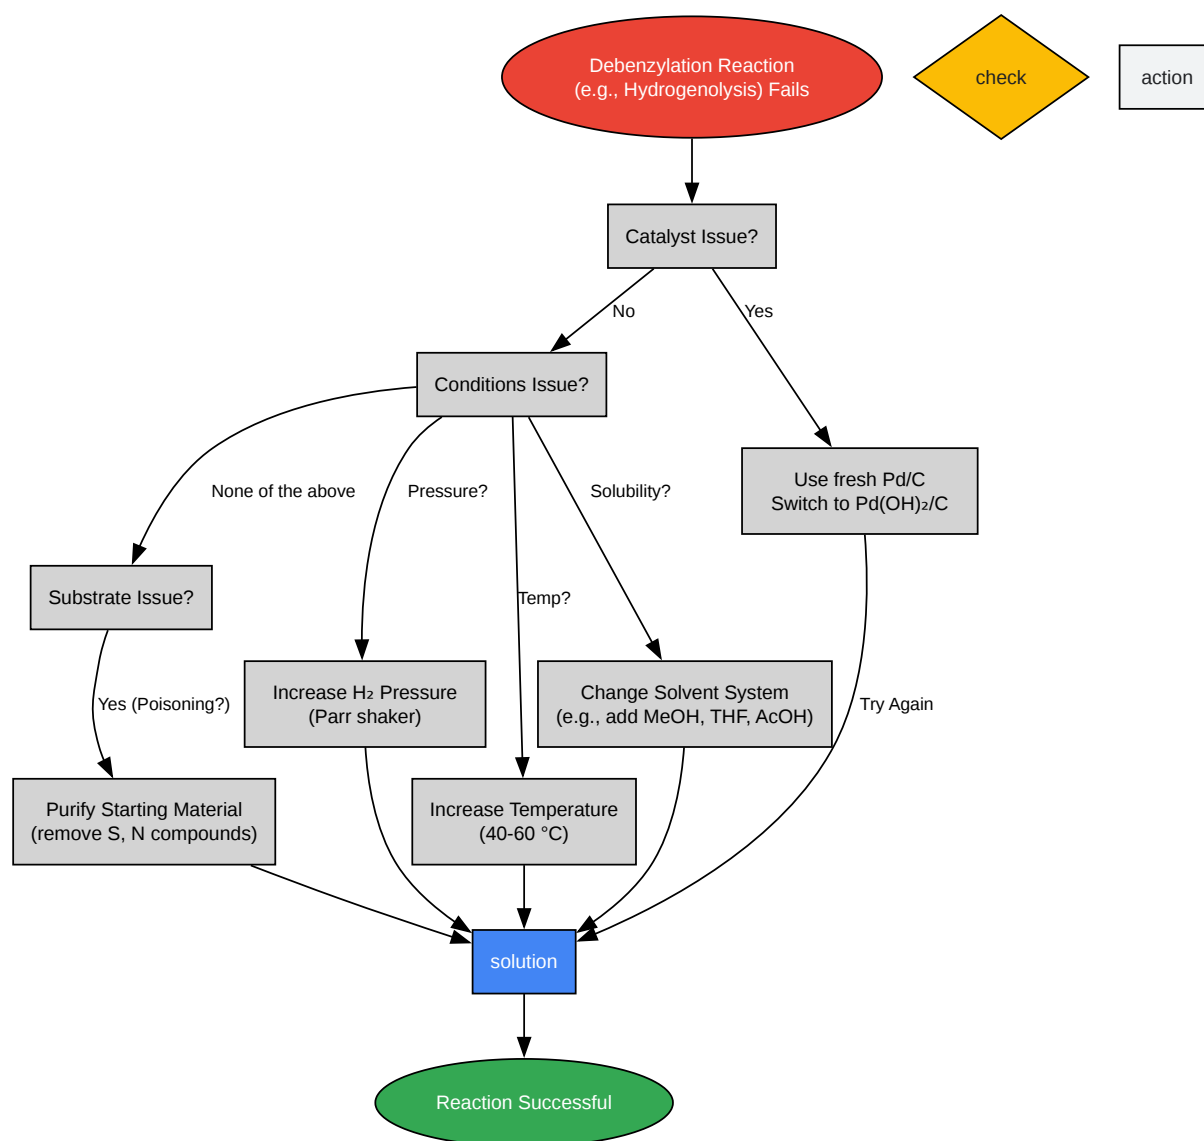 Debenzylation Reaction
(e.g., Hydrogenolysis) Fails
check
action
Catalyst Issue?
No
Yes
Conditions Issue?
None of the above
Pressure?
Solubility?
Use fresh Pd/C
Switch to Pd(OH)₂/C
Substrate Issue?
Temp?
Yes (Poisoning?)
Increase H₂ Pressure
(Parr shaker)
Change Solvent System
(e.g., add MeOH, THF, AcOH)
Try Again
Purify Starting Material
(remove S, N compounds)
Increase Temperature
(40-60 °C)
solution
Reaction Successful